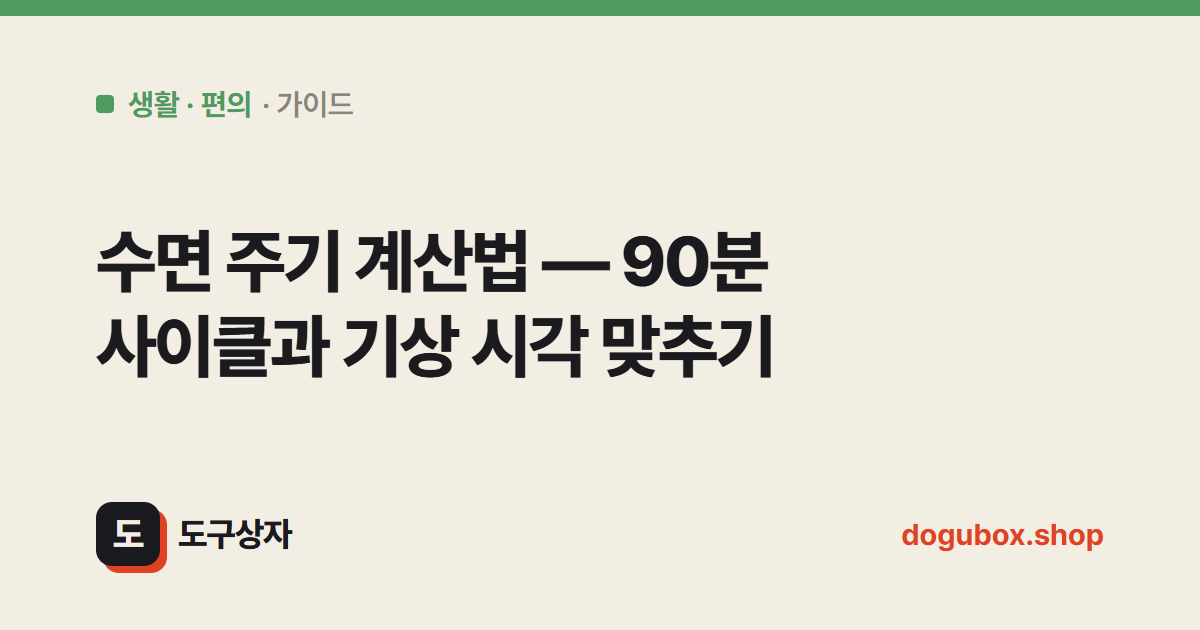 생활 · 편의 · 가이드
수면 주기 계산법 — 90분
사이클과 기상 시각 맞추기
도 도구상자
dogubox.shop